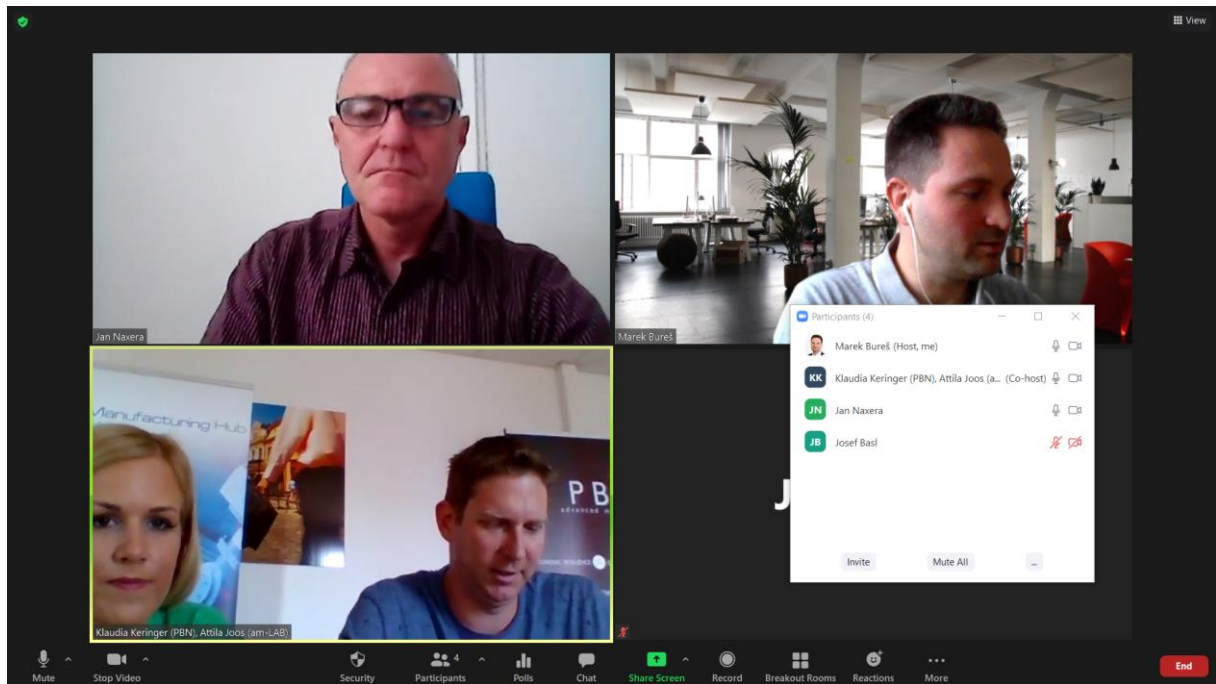 View
Jan Naxera
Marek Bureš
Participants (4)
Marek Bureš (Host, me)
KK
Klaudia Keringer (PBN), Attila Joos (a... (Co-host)
JN
Jan Naxera
JB
Josef Basl
Invite
Mute All
...
J
Manufacturing Hub
PB
advanced m
Klaudia Keringer (PBN), Attila Joos (am-LAB)
Mute
Stop Video
Security
Participants
4
Polls
Chat
Share Screen
Record
Breakout Rooms
Reactions
More
End